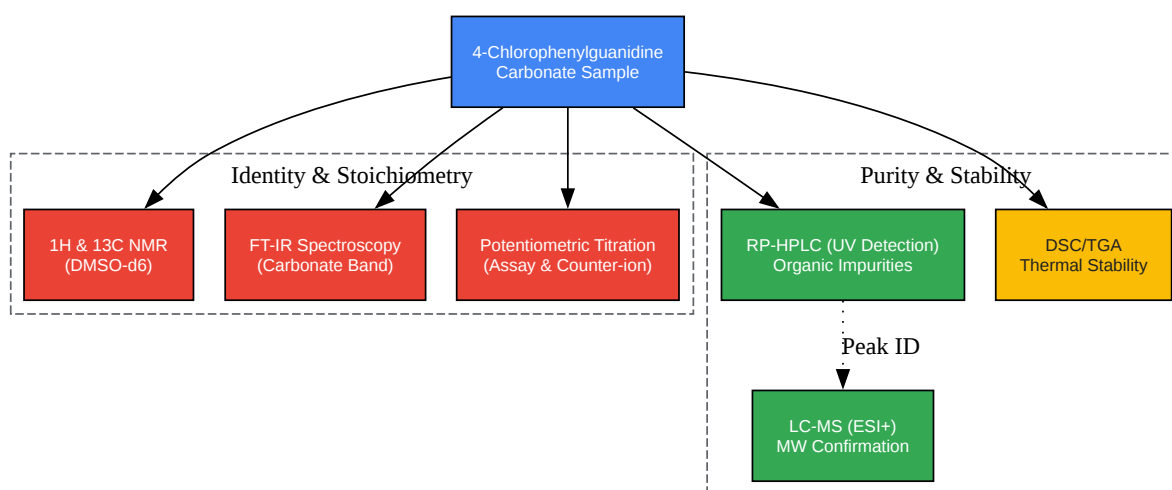 4-Chlorophenylguanidine
Carbonate Sample
Identity & Stoichiometry
Purity & Stability
1H & 13C NMR
(DMSO-d6)
FT-IR Spectroscopy
(Carbonate Band)
Potentiometric Titration
(Assay & Counter-ion)
RP-HPLC (UV Detection)
Organic Impurities
DSC/TGA
Thermal Stability
Peak ID
LC-MS (ESI+)
MW Confirmation